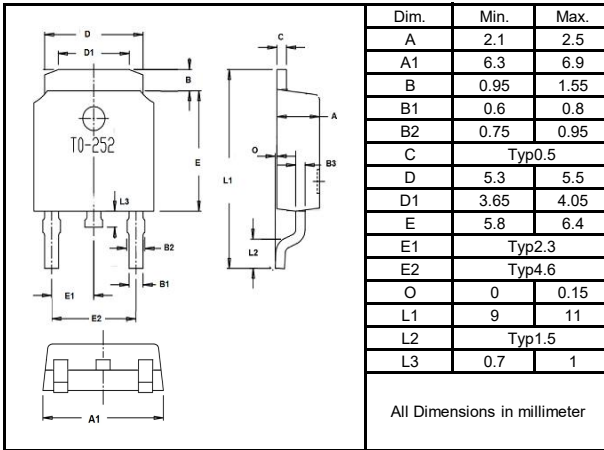 D
D1
C
B
A
TO-252
O
B3
E
L1
L3
L2
B2
B1
E1
E2
A1
Dim. Min. Max.
A 2.1 2.5
A1 6.3 6.9
B 0.95 1.55
B1 0.6 0.8
B2 0.75 0.95
C Typ0.5
D 5.3 5.5
D1 3.65 4.05
E 5.8 6.4
E1 Typ2.3
E2 Typ4.6
O 0 0.15
L1 9 11
L2 Typ1.5
L3 0.7 1
All Dimensions in millimeter